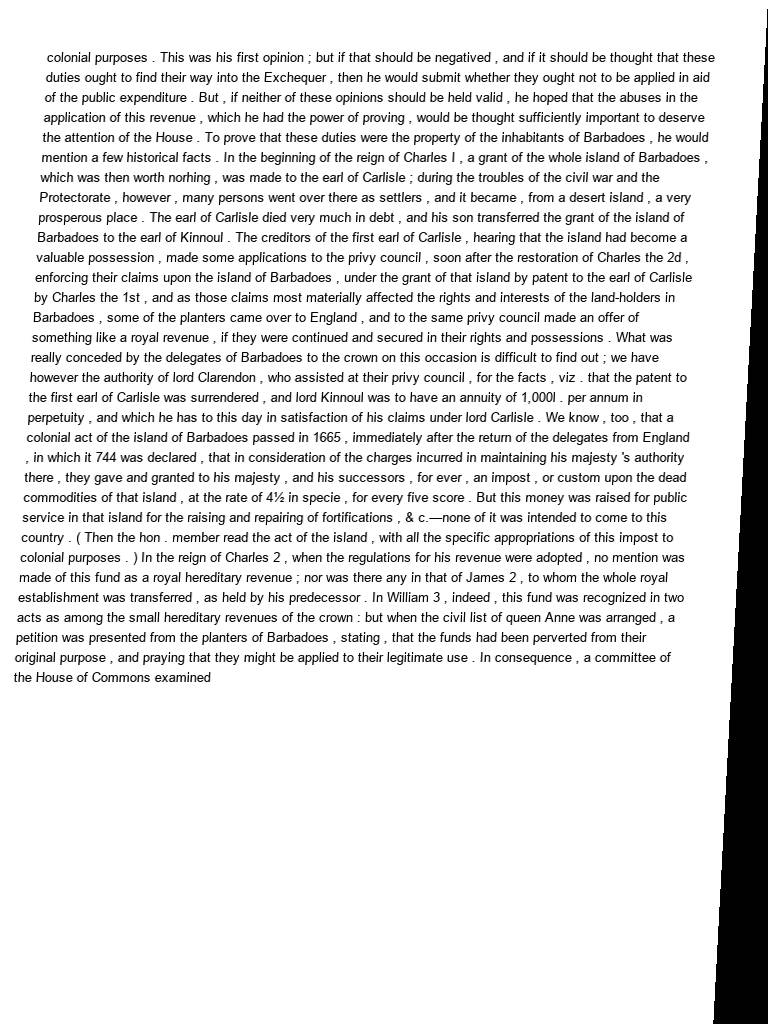 colonial purposes . This was his first opinion ; but if that should be negatived , and if it should be thought that these
duties ought to find their way into the Exchequer , then he would submit whether they ought not to be applied in aid
of the public expenditure . But , if neither of these opinions should be held valid , he hoped that the abuses in the
application of this revenue , which he had the power of proving , would be thought sufficiently important to deserve
the attention of the House . To prove that these duties were the property of the inhabitants of Barbadoes , he would
mention a few historical facts . In the beginning of the reign of Charles I , a grant of the whole island of Barbadoes ,
which was then worth norhing , was made to the earl of Carlisle ; during the troubles of the civil war and the
Protectorate , however , many persons went over there as settlers , and it became , from a desert island , a very
prosperous place . The earl of Carlisle died very much in debt , and his son transferred the grant of the island of
Barbadoes to the earl of Kinnoul . The creditors of the first earl of Carlisle , hearing that the island had become a
valuable possession , made some applications to the privy council , soon after the restoration of Charles the 2d ,
enforcing their claims upon the island of Barbadoes , under the grant of that island by patent to the earl of Carlisle
by Charles the 1st , and as those claims most materially affected the rights and interests of the land-holders in
Barbadoes , some of the planters came over to England , and to the same privy council made an offer of
something like a royal revenue , if they were continued and secured in their rights and possessions . What was
really conceded by the delegates of Barbadoes to the crown on this occasion is difficult to find out ; we have
however the authority of lord Clarendon , who assisted at their privy council , for the facts , viz . that the patent to
the first earl of Carlisle was surrendered , and lord Kinnoul was to have an annuity of 1,000l . per annum in
perpetuity , and which he has to this day in satisfaction of his claims under lord Carlisle . We know , too , that a
colonial act of the island of Barbadoes passed in 1665 , immediately after the return of the delegates from England
, in which it 744 was declared , that in consideration of the charges incurred in maintaining his majesty 's authority
there , they gave and granted to his majesty , and his successors , for ever , an impost , or custom upon the dead
commodities of that island , at the rate of 4½ in specie , for every five score . But this money was raised for public
service in that island for the raising and repairing of fortifications , & c.—none of it was intended to come to this
country . ( Then the hon . member read the act of the island , with all the specific appropriations of this impost to
colonial purposes . ) In the reign of Charles 2 , when the regulations for his revenue were adopted , no mention was
made of this fund as a royal hereditary revenue ; nor was there any in that of James 2 , to whom the whole royal
establishment was transferred , as held by his predecessor . In William 3 , indeed , this fund was recognized in two
acts as among the small hereditary revenues of the crown : but when the civil list of queen Anne was arranged , a
petition was presented from the planters of Barbadoes , stating , that the funds had been perverted from their
original purpose , and praying that they might be applied to their legitimate use . In consequence , a committee of
the House of Commons examined